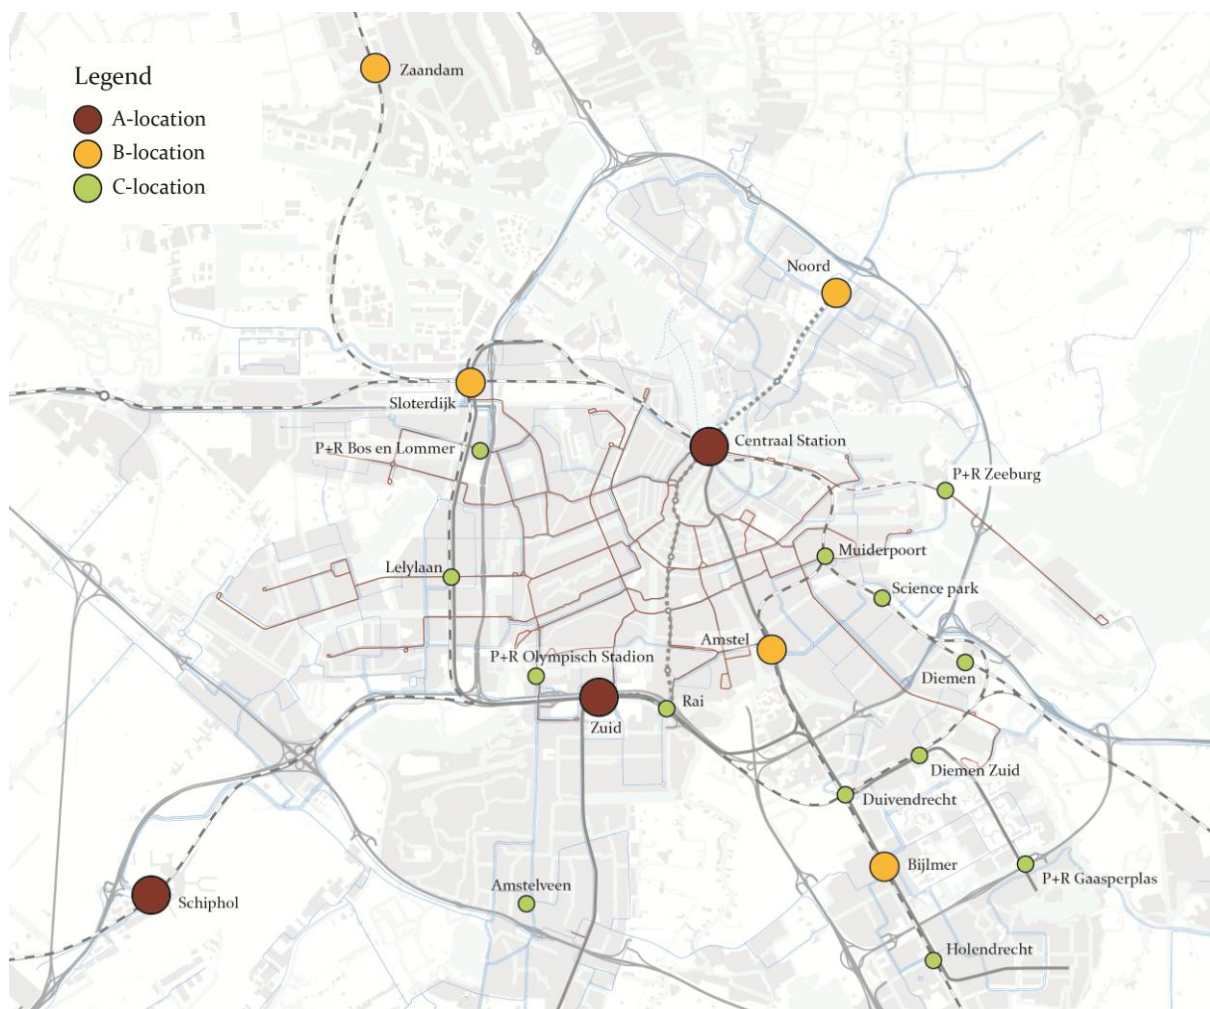 Legend
A-location
B-location
C-location
Zaandam
Noord
Sloterdijk
Centraal Station
P+R Bos en Lommer
P+R Zeeburg
Muiderpoort
Lelylaan
Science park
Amstel
P+R Olympisch Stadion
Diemen
Rai
Zuid
Diemen Zuid
Duivendrecht
Bijlmer
P+R Gaasperplas
Amstelveen
Schiphol
Holendrecht